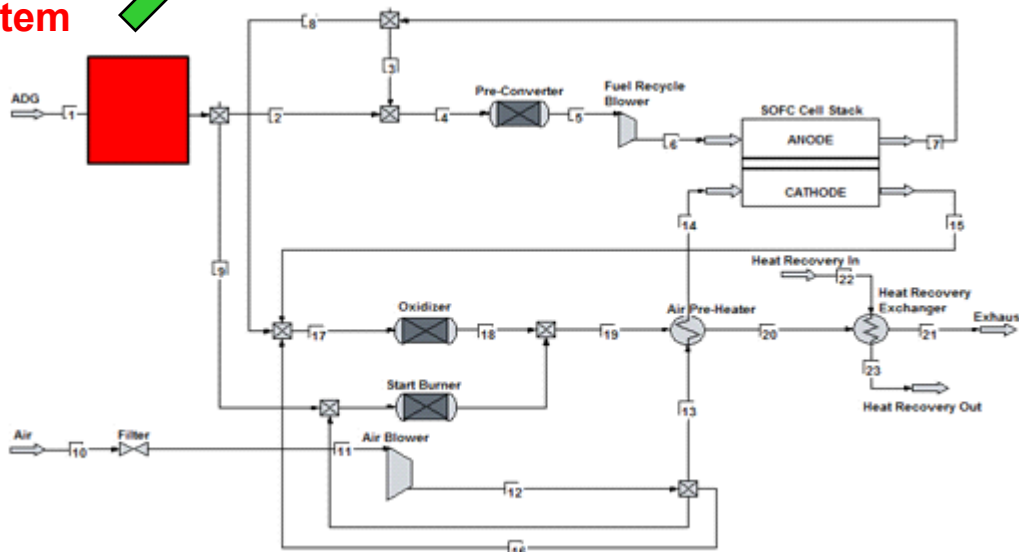 tem
8
3
ADG
1
2
4
Pre-Converter
5
Fuel Recycle
Blower
6
SOFC Cell Stack
ANODE
7
CATHODE
14
15
9
Heat Recovery In
22
Oxidizer
17
18
19
Air Pre-Heater
20
Heat Recovery
Exchanger
21
Exhaus
23
Heat Recovery Out
Start Burner
13
Air
10
Filter
11
Air Blower
12
16